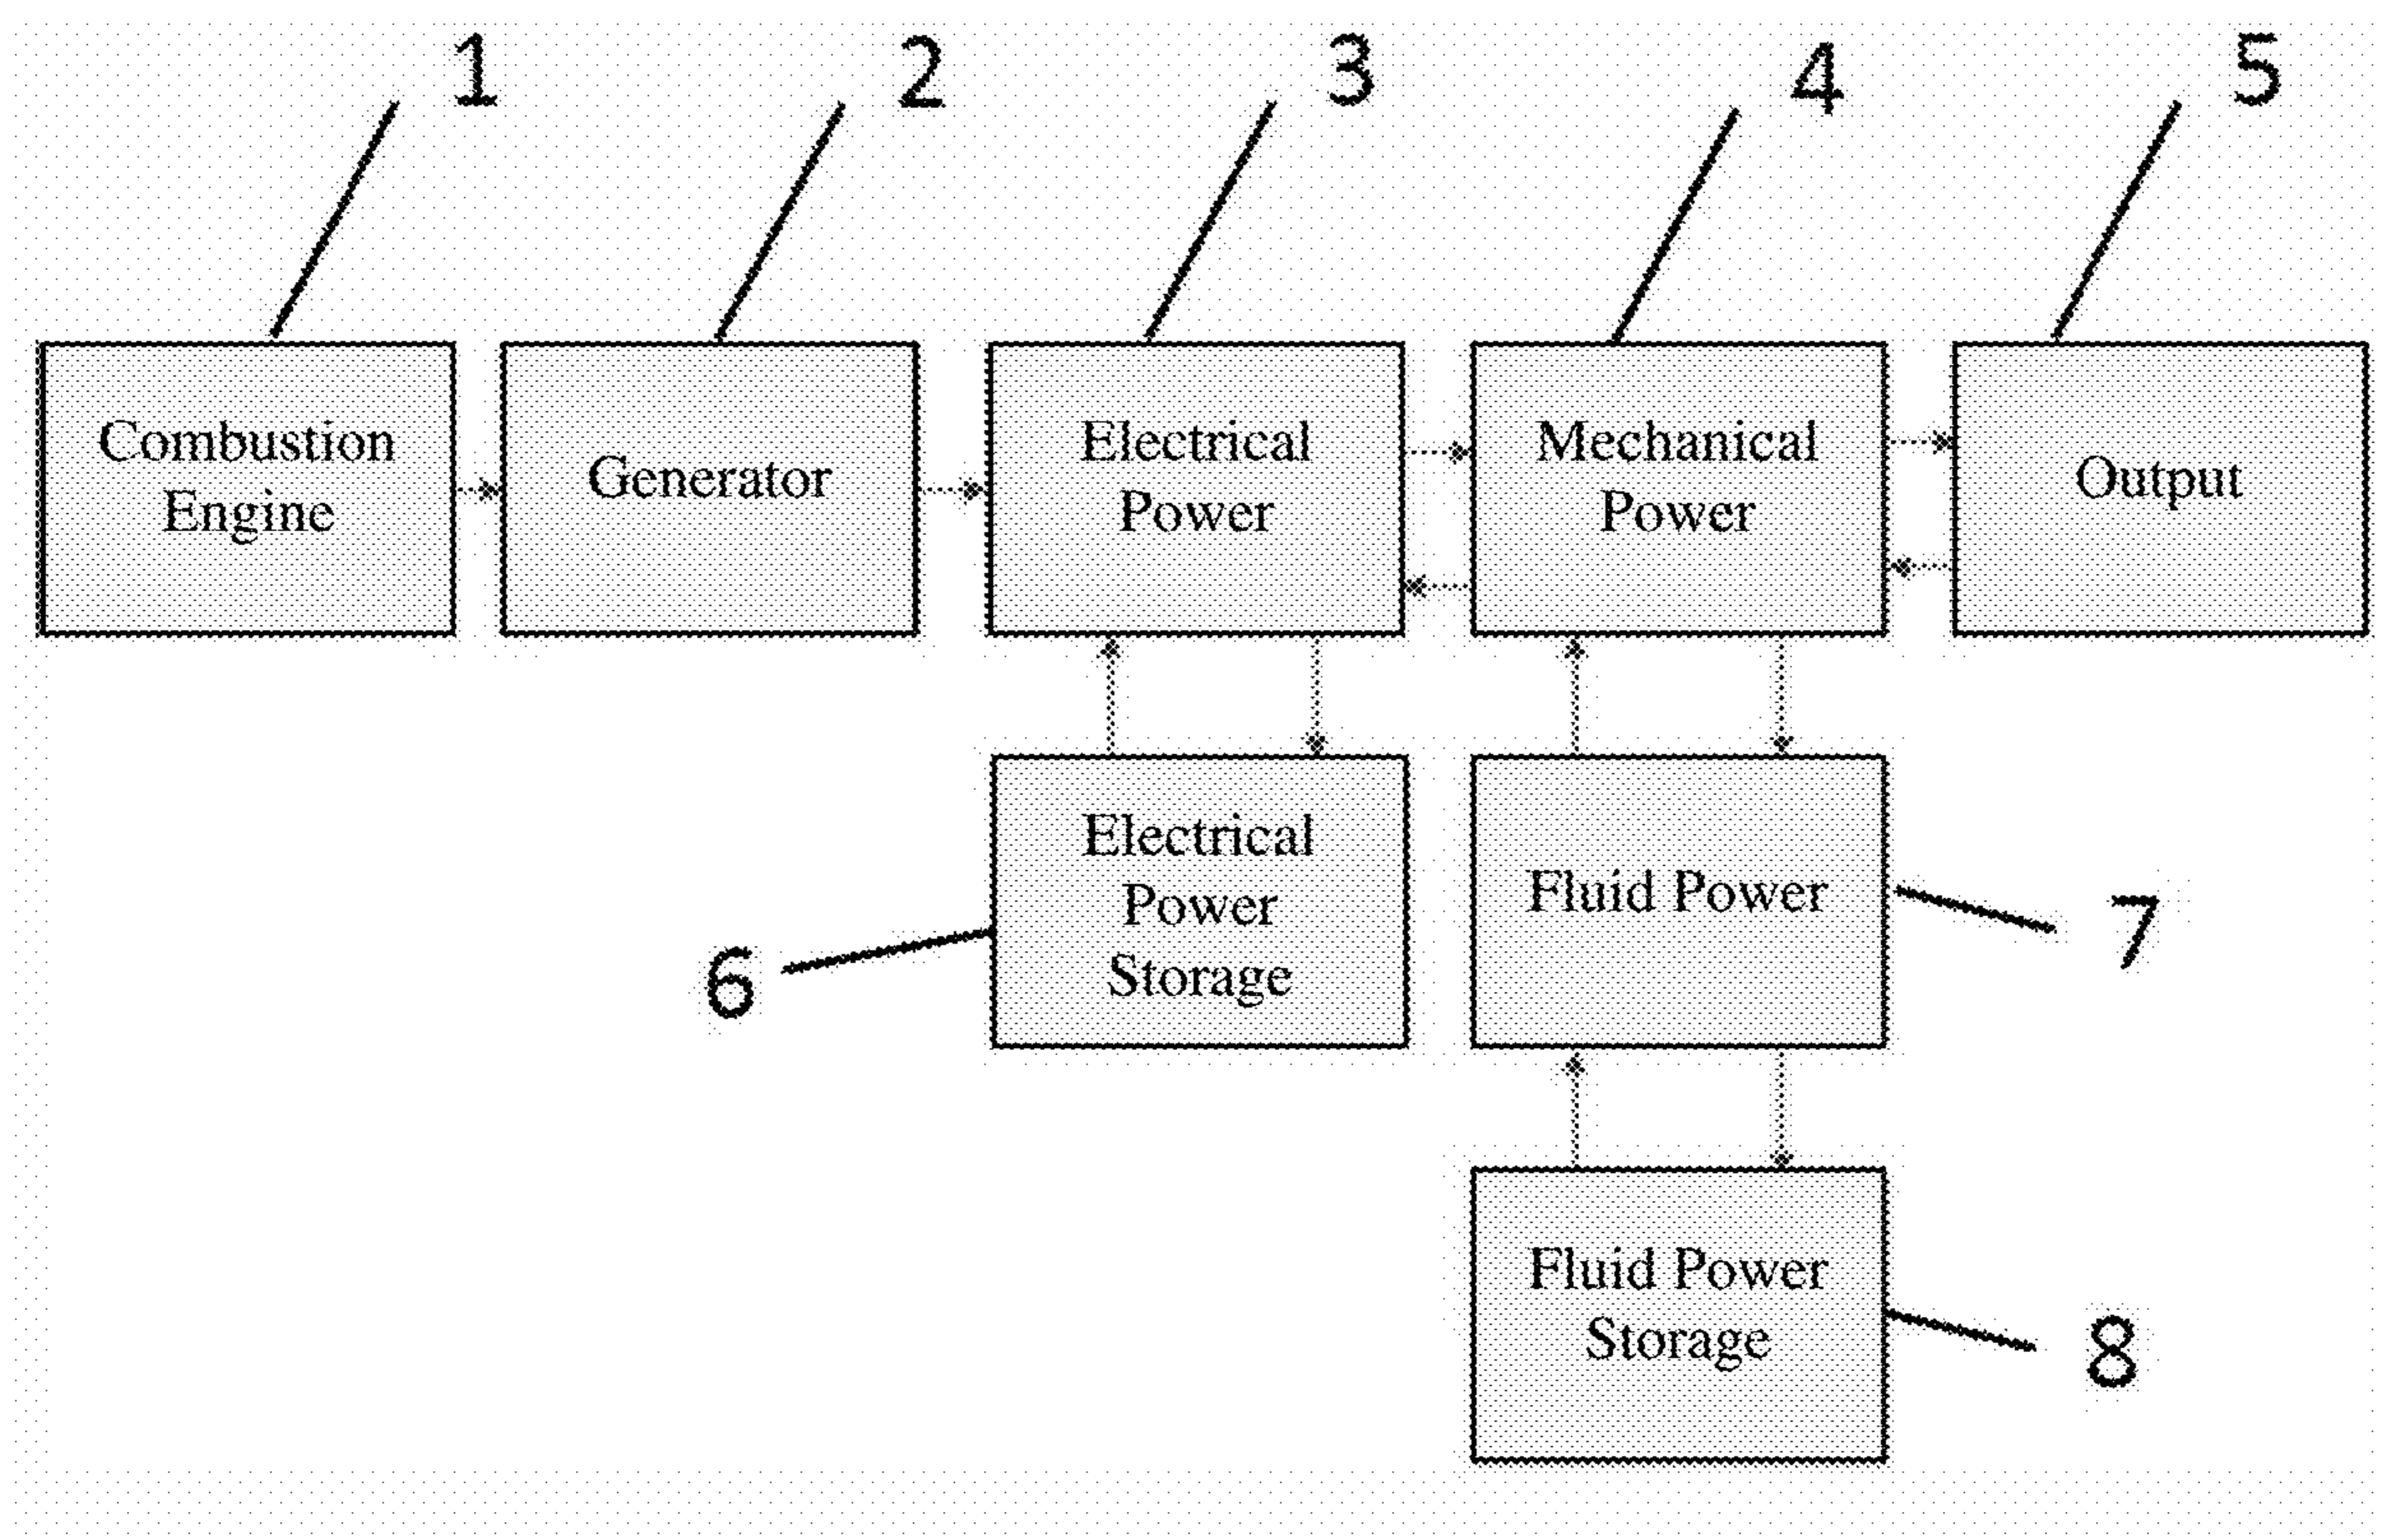 1
2
3
4
5
Combustion
Engine
Generator
Electrical
Power
Mechanical
Power
Output
Electrical
Power
Storage
Fluid Power
6
7
Fluid Power
Storage
8